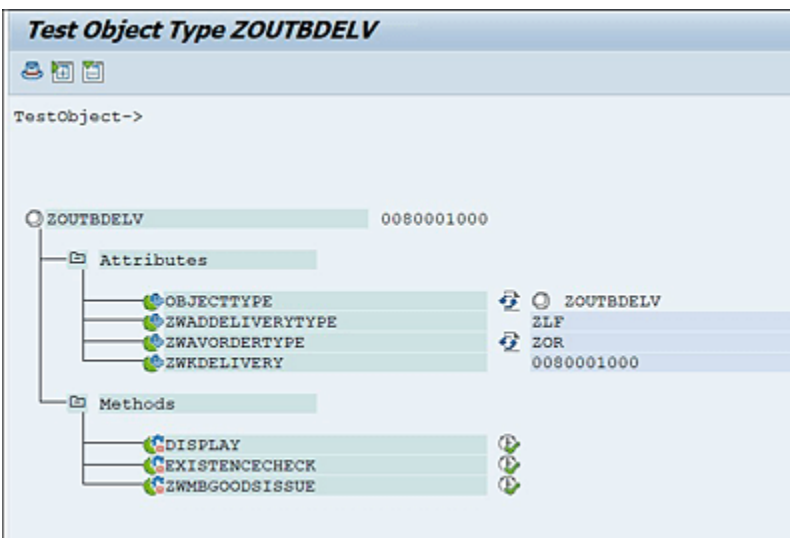 Test Object Type ZOUTBDELV
TestObject->
ZOUTBDELV 0080001000
Attributes
OBJECTTYPE ZOUTBDELV
ZWADDELIVERYTYPE ZLF
ZWAVORDERTYPE ZOR
ZWKDELIVERY 0080001000
Methods
DISPLAY
EXISTENCECHECK
ZWMBGOODSISSUE